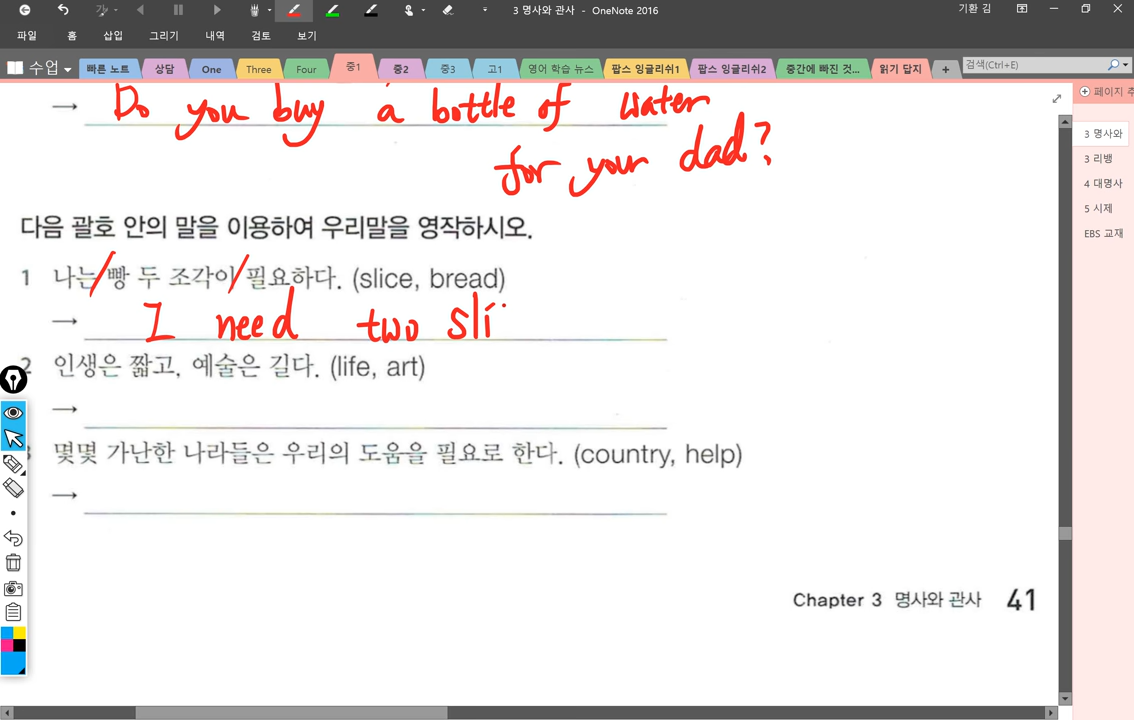 3 명사와 관사 - OneNote 2016
기환 김
파일 홈 삽입 그리기 내역 검토 보기
수업 빠른 노트 상담 One Three Four 중1 중2 중3 고1 영어 학습 뉴스 팝스 잉글리쉬1 팝스 잉글리쉬2 중간에 빠진 것... 읽기 답지 + 검색(Ctrl+E)
페이지 추
3 명사와
3 리뱅
4 대명사
5 시제
EBS 교재
→ Do you buy a bottle of water
for your dad?
다음 괄호 안의 말을 이용하여 우리말을 영작하시오.
1 나는/빵 두 조각이/필요하다. (slice, bread)
→ I need two sli
2 인생은 짧고, 예술은 길다. (life, art)
→
3 몇몇 가난한 나라들은 우리의 도움을 필요로 한다. (country, help)
→
Chapter 3 명사와 관사 41